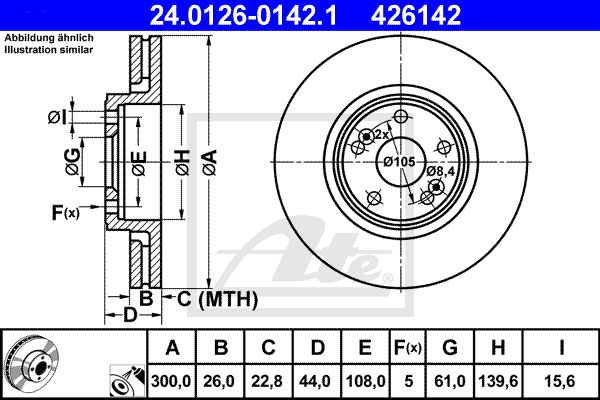 24.0126-0142.1 426142
Abbildung ähnlich
Illustration similar
ØI
ØG
ØE
ØH
ØA
F(x)
B
C (MTH)
D
2x
Ø105
Ø8,4
Ate
A B C D E F(x) G H I
300,0 26,0 22,8 44,0 108,0 5 61,0 139,6 15,6